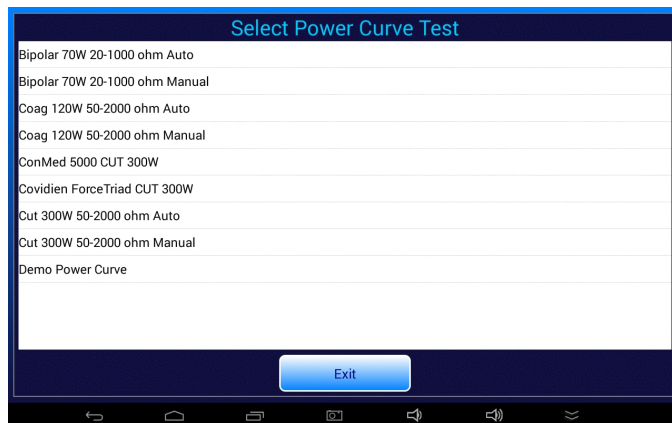 Select Power Curve Test
Bipolar 70W 20-1000 ohm Auto
Bipolar 70W 20-1000 ohm Manual
Coag 120W 50-2000 ohm Auto
Coag 120W 50-2000 ohm Manual
ConMed 5000 CUT 300W
Covidien ForceTriad CUT 300W
Cut 300W 50-2000 ohm Auto
Cut 300W 50-2000 ohm Manual
Demo Power Curve
Exit